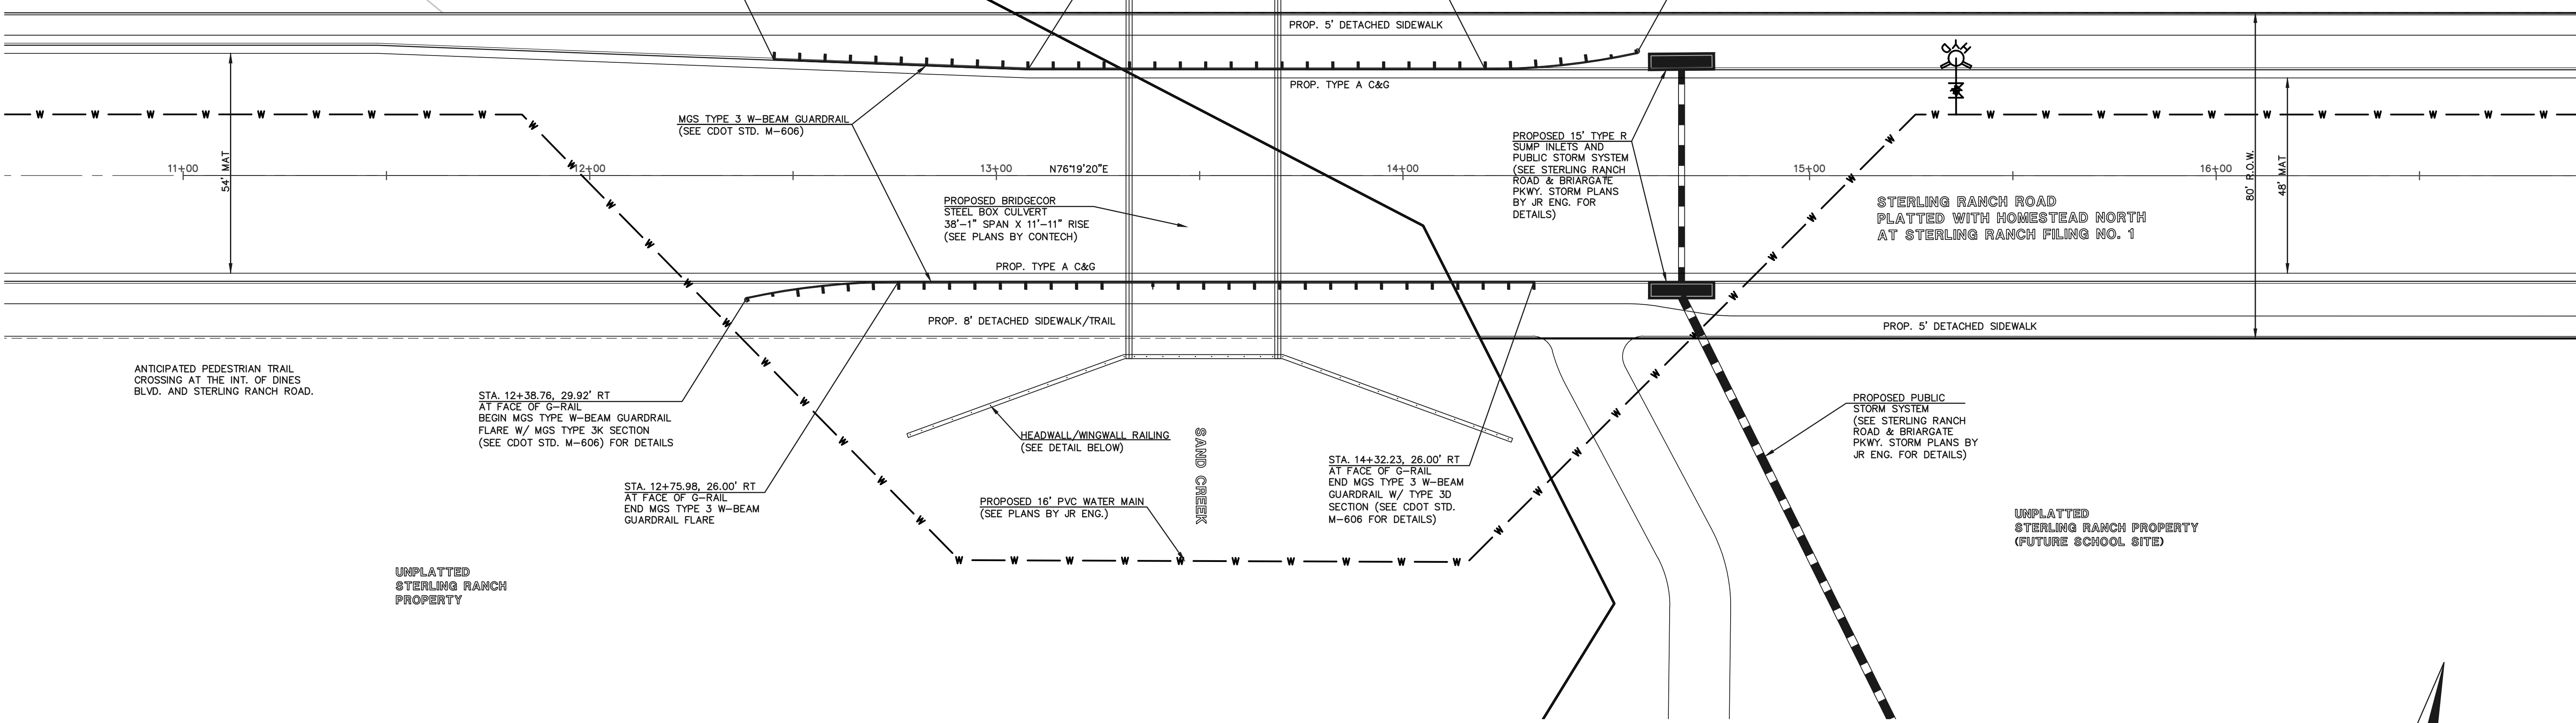 PROP. 5' DETACHED SIDEWALK
PROP. TYPE A C&G
MGS TYPE 3 W-BEAM GUARDRAIL
(SEE CDOT STD. M-606)
PROPOSED 15' TYPE R
SUMP INLETS AND
PUBLIC STORM SYSTEM
(SEE STERLING RANCH
ROAD & BRIARGATE
PKWY. STORM PLANS
BY JR ENG. FOR
DETAILS)
54' MAT
11+00
12+00
13+00
N76°19'20"E
14+00
15+00
16+00
80' R.O.W.
48' MAT
PROPOSED BRIDGECOR
STEEL BOX CULVERT
38'-1" SPAN X 11'-11" RISE
(SEE PLANS BY CONTECH)
STERLING RANCH ROAD
PLATTED WITH HOMESTEAD NORTH
AT STERLING RANCH FILING NO. 1
PROP. TYPE A C&G
PROP. 8' DETACHED SIDEWALK/TRAIL
PROP. 5' DETACHED SIDEWALK
ANTICIPATED PEDESTRIAN TRAIL
CROSSING AT THE INT. OF DINES
BLVD. AND STERLING RANCH ROAD.
STA. 12+38.76, 29.92' RT
AT FACE OF G-RAIL
BEGIN MGS TYPE W-BEAM GUARDRAIL
FLARE W/ MGS TYPE 3K SECTION
(SEE CDOT STD. M-606) FOR DETAILS
STA. 12+75.98, 26.00' RT
AT FACE OF G-RAIL
END MGS TYPE 3 W-BEAM
GUARDRAIL FLARE
HEADWALL/WINGWALL RAILING
(SEE DETAIL BELOW)
SAND CREEK
PROPOSED 16' PVC WATER MAIN
(SEE PLANS BY JR ENG.)
STA. 14+32.23, 26.00' RT
AT FACE OF G-RAIL
END MGS TYPE 3 W-BEAM
GUARDRAIL W/ TYPE 3D
SECTION (SEE CDOT STD.
M-606 FOR DETAILS)
PROPOSED PUBLIC
STORM SYSTEM
(SEE STERLING RANCH
ROAD & BRIARGATE
PKWY. STORM PLANS BY
JR ENG. FOR DETAILS)
UNPLATTED
STERLING RANCH PROPERTY
(FUTURE SCHOOL SITE)
UNPLATTED
STERLING RANCH
PROPERTY